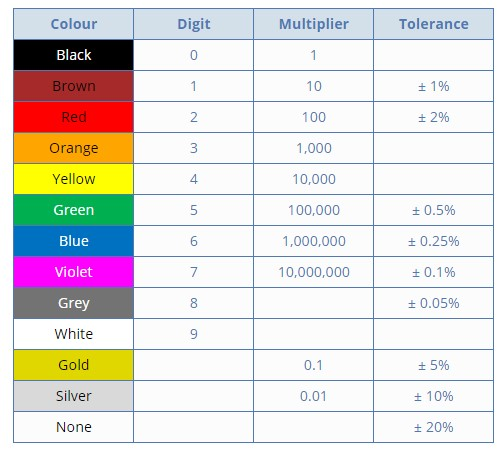 Colour Digit Multiplier Tolerance
Black 0 1
Brown 1 10 ± 1%
Red 2 100 ± 2%
Orange 3 1,000
Yellow 4 10,000
Green 5 100,000 ± 0.5%
Blue 6 1,000,000 ± 0.25%
Violet 7 10,000,000 ± 0.1%
Grey 8 ± 0.05%
White 9
Gold 0.1 ± 5%
Silver 0.01 ± 10%
None ± 20%